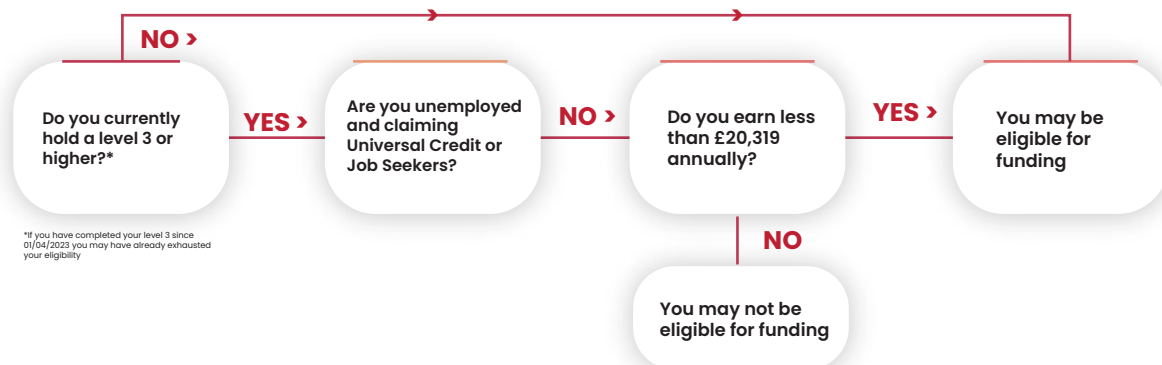 NO >
Do you currently
hold a level 3 or
higher?*
YES >
Are you unemployed
and claiming
Universal Credit or
Job Seekers?
NO >
Do you earn less
than £20,319
annually?
YES >
You may be
eligible for
funding
*If you have completed your level 3 since
01/04/2023 you may have already exhausted
your eligibility
NO
You may not be
eligible for funding